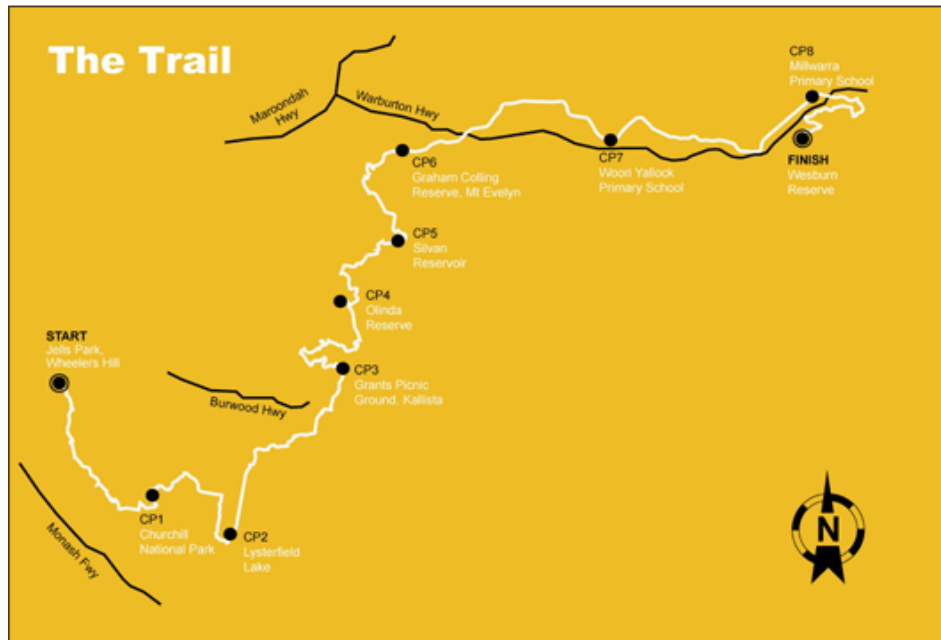 The Trail
Maroondah
Hwy
Warburton Hwy
CP8
Millwarra
Primary School
CP6
Graham Colling
Reserve, Mt Evelyn
CP7
Woori Yallock
Primary School
FINISH
Wesburn
Reserve
CP5
Silvan
Reservoir
CP4
Olinda
Reserve
START
Jells Park,
Wheelers Hill
CP3
Grants Picnic
Ground, Kallista
Burwood Hwy
CP1
Churchill
National Park
CP2
Lysterfield
Lake
Monash Fwy
N